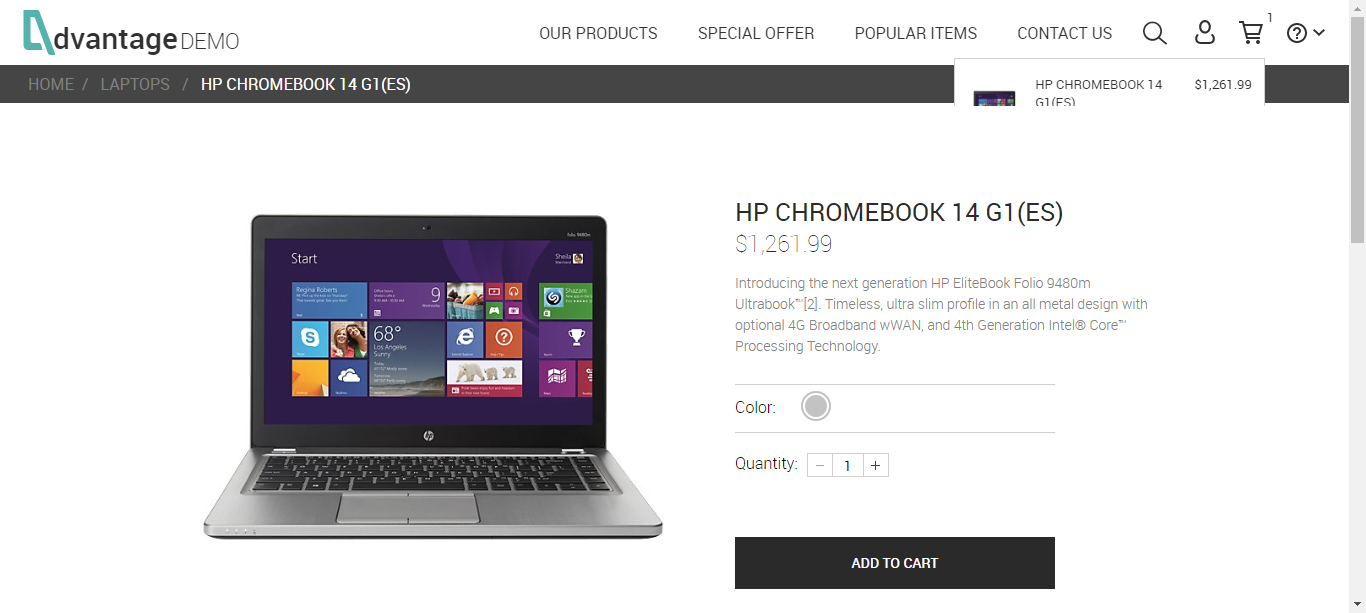 dvantage DEMO
OUR PRODUCTS SPECIAL OFFER POPULAR ITEMS CONTACT US
1
HOME / LAPTOPS / HP CHROMEBOOK 14 G1(ES)
HP CHROMEBOOK 14 $1,261.99
G1(ES)
HP CHROMEBOOK 14 G1(ES)
$1,261.99
Introducing the next generation HP EliteBook Folio 9480m
Ultrabook™[2]. Timeless, ultra slim profile in an all metal design with
optional 4G Broadband wWAN, and 4th Generation Intel® Core™
Processing Technology.
Color:
Quantity: − 1 +
ADD TO CART
Start
Sheila
Regina Roberts
9
Shazam
68°
Los Angeles
Sunny
hp